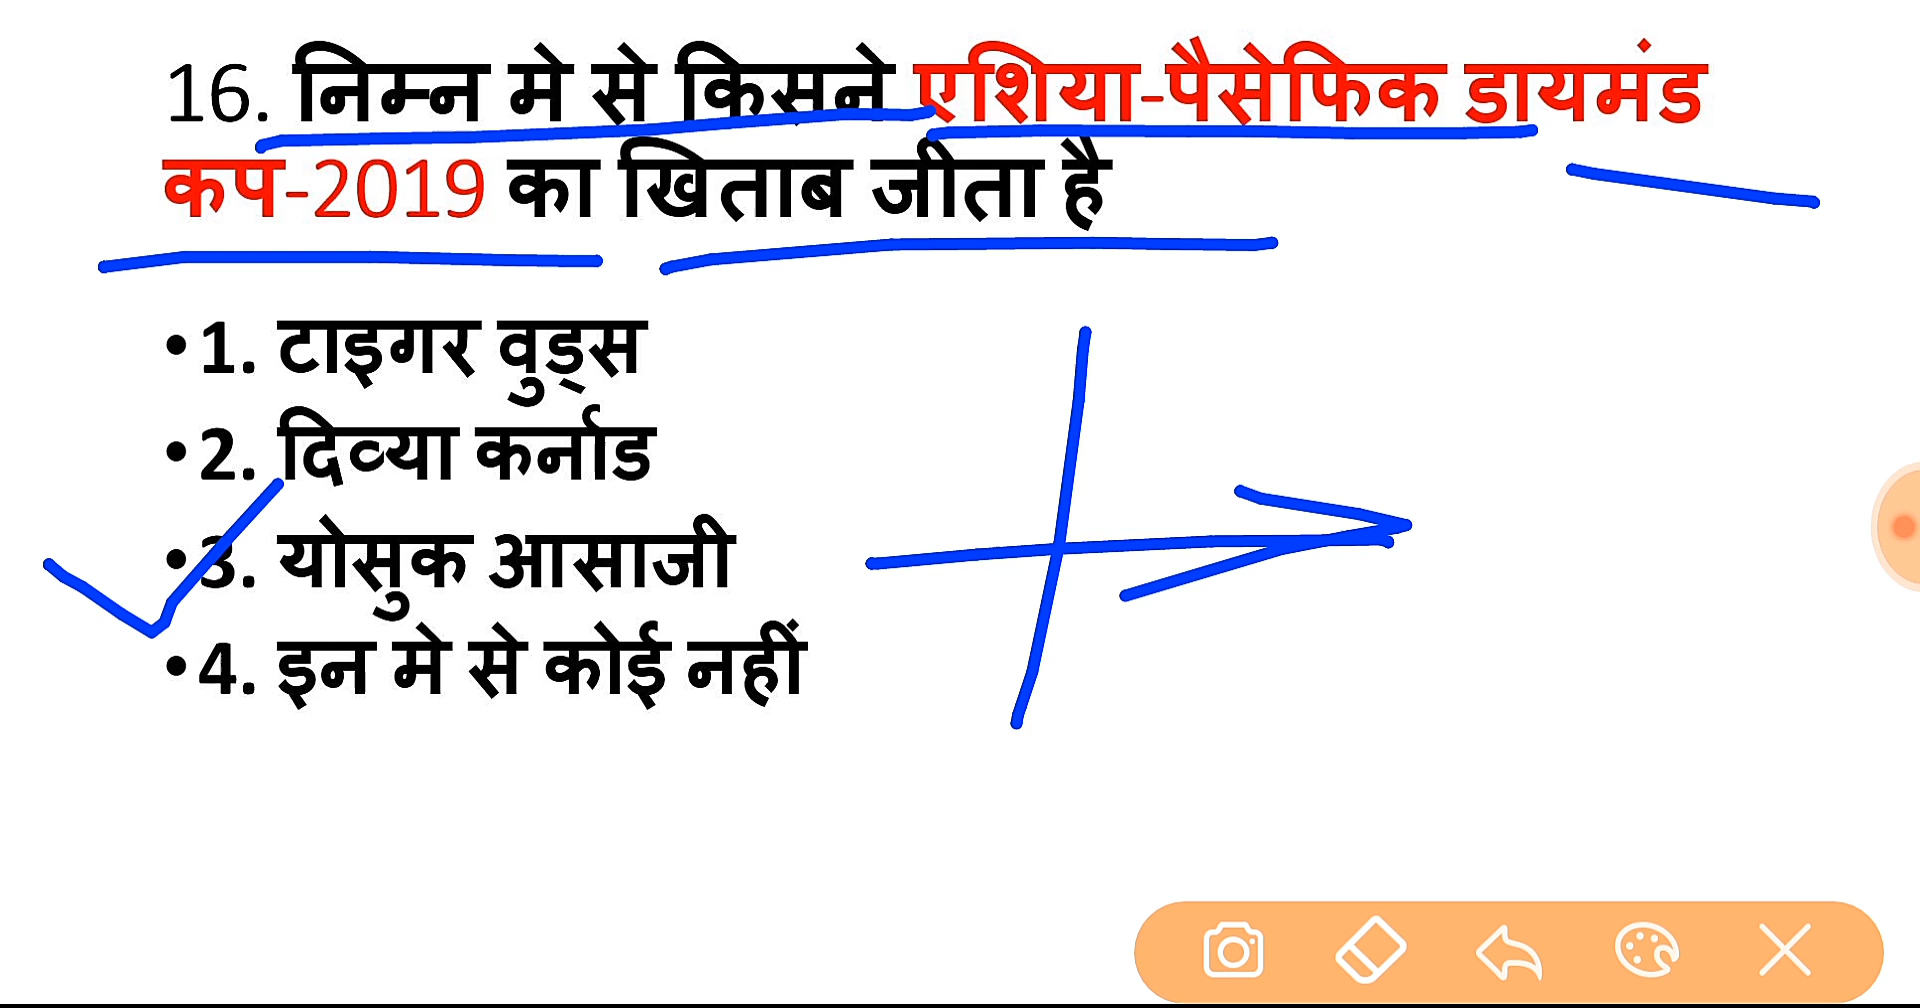 16. निम्न मे से किसने एशिया-पैसेफिक डायमंड
कप-2019 का खिताब जीता है
•1. टाइगर वुड्स
•2. दिव्या कर्नाड
•3. योसुक आसाजी
•4. इन मे से कोई नहीं